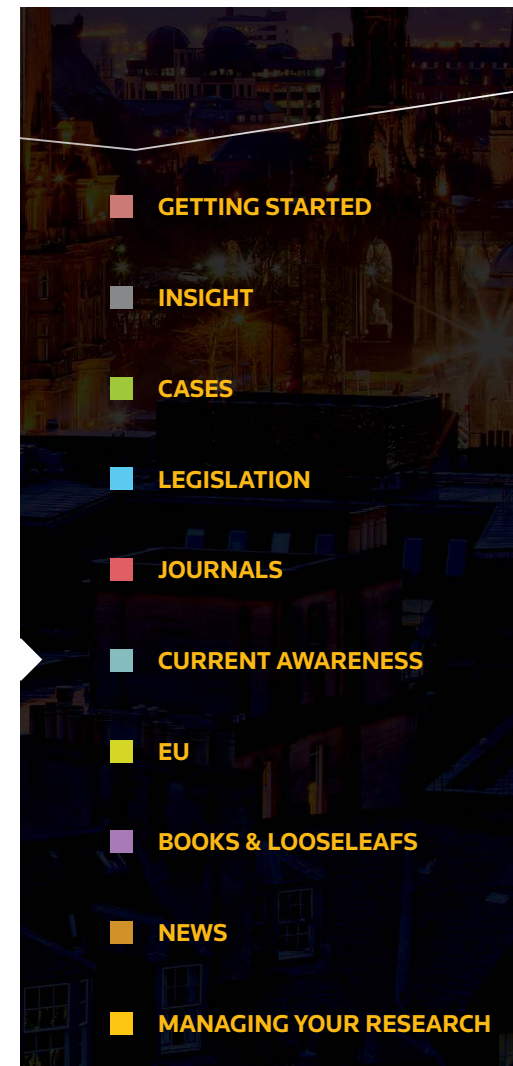 GETTING STARTED
INSIGHT
CASES
LEGISLATION
JOURNALS
CURRENT AWARENESS
EU
BOOKS & LOOSELEAFS
NEWS
MANAGING YOUR RESEARCH